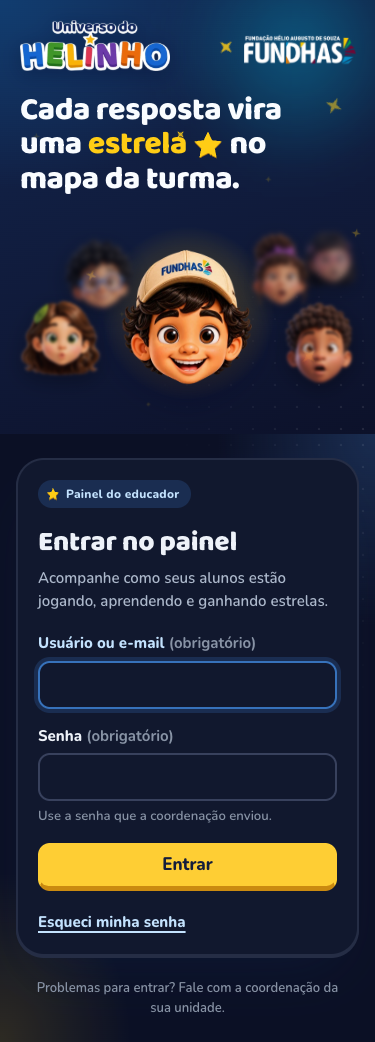 Universo do
HELINHO
FUNDAÇÃO HÉLIO AUGUSTO DE SOUZA
FUNDHAS
Cada resposta vira
uma estrela ⭐ no
mapa da turma.
FUNDHAS
⭐ Painel do educador
Entrar no painel
Acompanhe como seus alunos estão
jogando, aprendendo e ganhando estrelas.
Usuário ou e-mail (obrigatório)
Senha (obrigatório)
Use a senha que a coordenação enviou.
Entrar
Esqueci minha senha
Problemas para entrar? Fale com a coordenação da
sua unidade.